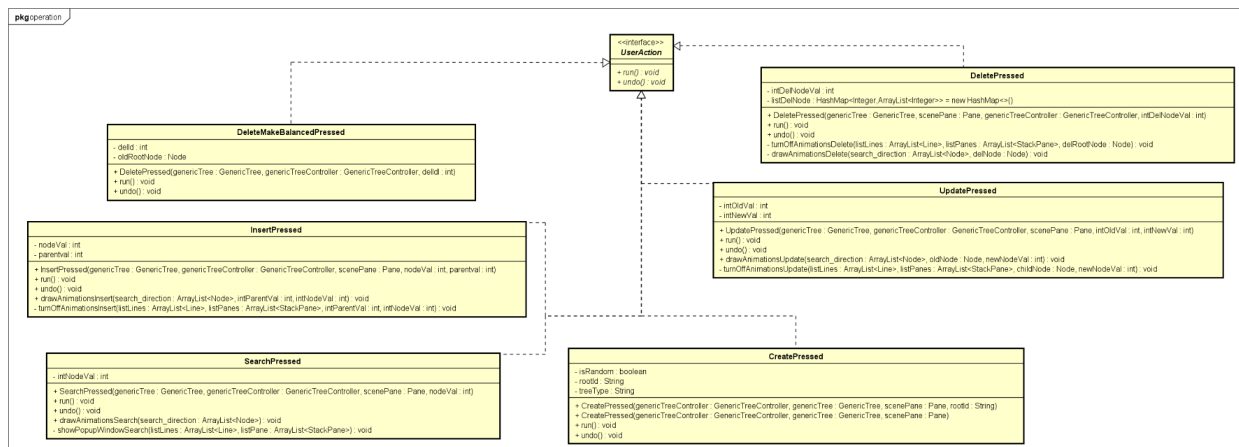 pkg operation
<<interface>>
UserAction
+ run() : void
+ undo() : void
DeletePressed
- intDelNodeVal : int
- listDelNode : HashMap<Integer,ArrayList<Integer>> = new HashMap<>()
+ DeletePressed(genericTree : GenericTree, scenePane : Pane, genericTreeController : GenericTreeController, intDelNodeVal : int)
+ run() : void
+ undo() : void
- turnOffAnimationsDelete(listLines : ArrayList<Line>, listPanes : ArrayList<StackPane>, delRootNode : Node) : void
- drawAnimationsDelete(search_direction : ArrayList<Node>, delNode : Node) : void
DeleteMakeBalancedPressed
- delId : int
- oldRootNode : Node
+ DeletePressed(genericTree : GenericTree, genericTreeController : GenericTreeController, delIdl : int)
+ run() : void
+ undo() : void
UpdatePressed
- intOldVal : int
- intNewVal : int
+ UpdatePressed(genericTree : GenericTree, genericTreeController : GenericTreeController, scenePane : Pane, intOldVal : int, intNewVal : int)
+ run() : void
+ undo() : void
+ drawAnimationsUpdate(search_direction : ArrayList<Node>, oldNode : Node, newNodeVal : int) : void
- turnOffAnimationsUpdate(listLines : ArrayList<Line>, listPanes : ArrayList<StackPane>, childNode : Node, newNodeVal : int) : void
InsertPressed
- nodeVal : int
- parentval : int
+ InsertPressed(genericTree : GenericTree, genericTreeController : GenericTreeController, scenePane : Pane, nodeVal : int, parentval : int)
+ run() : void
+ undo() : void
+ drawAnimationsInsert(search_direction : ArrayList<Node>, intParentVal : int, intNodeVal : int) : void
- turnOffAnimationsInsert(listLines : ArrayList<Line>, listPanes : ArrayList<StackPane>, intParentVal : int, intNodeVal : int) : void
SearchPressed
- intNodeVal : int
+ SearchPressed(genericTree : GenericTree, genericTreeController : GenericTreeController, scenePane : Pane, nodeVal : int)
+ run() : void
+ undo() : void
+ drawAnimationsSearch(search_direction : ArrayList<Node>) : void
- showPopupWindowSearch(listLines : ArrayList<Line>, listPane : ArrayList<StackPane>) : void
CreatePressed
- isRandom : boolean
- rootId : String
- treeType : String
+ CreatePressed(genericTreeController : GenericTreeController, genericTree : GenericTree, scenePane : Pane, rootId : String)
+ CreatePressed(genericTreeController : GenericTreeController, genericTree : GenericTree, scenePane : Pane)
+ run() : void
+ undo() : void